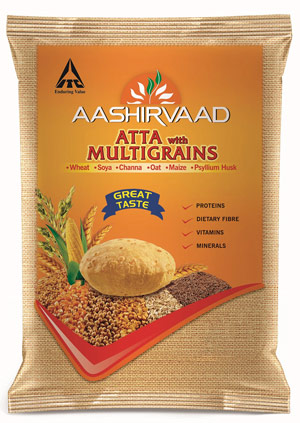 ITC
Enduring Value
AASHIRVAAD
ATTA with
MULTIGRAINS
•Wheat •Soya •Channa •Oat •Maize •Psyllium Husk
GREAT
TASTE
✓ PROTEINS
✓ DIETARY FIBRE
✓ VITAMINS
✓ MINERALS